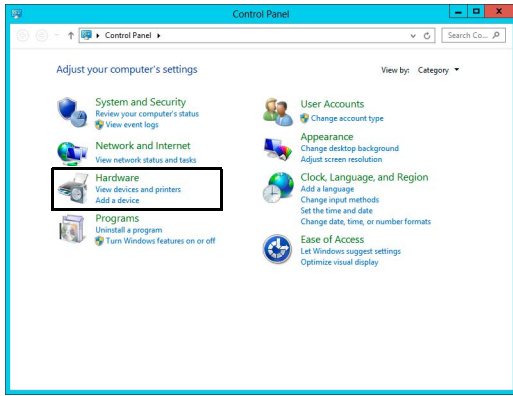 Control Panel
Control Panel
Search Co...
Adjust your computer's settings
View by: Category
System and Security
Review your computer's status
View event logs
Network and Internet
View network status and tasks
Hardware
View devices and printers
Add a device
Programs
Uninstall a program
Turn Windows features on or off
User Accounts
Change account type
Appearance
Change desktop background
Adjust screen resolution
Clock, Language, and Region
Add a language
Change input methods
Set the time and date
Change date, time, or number formats
Ease of Access
Let Windows suggest settings
Optimize visual display